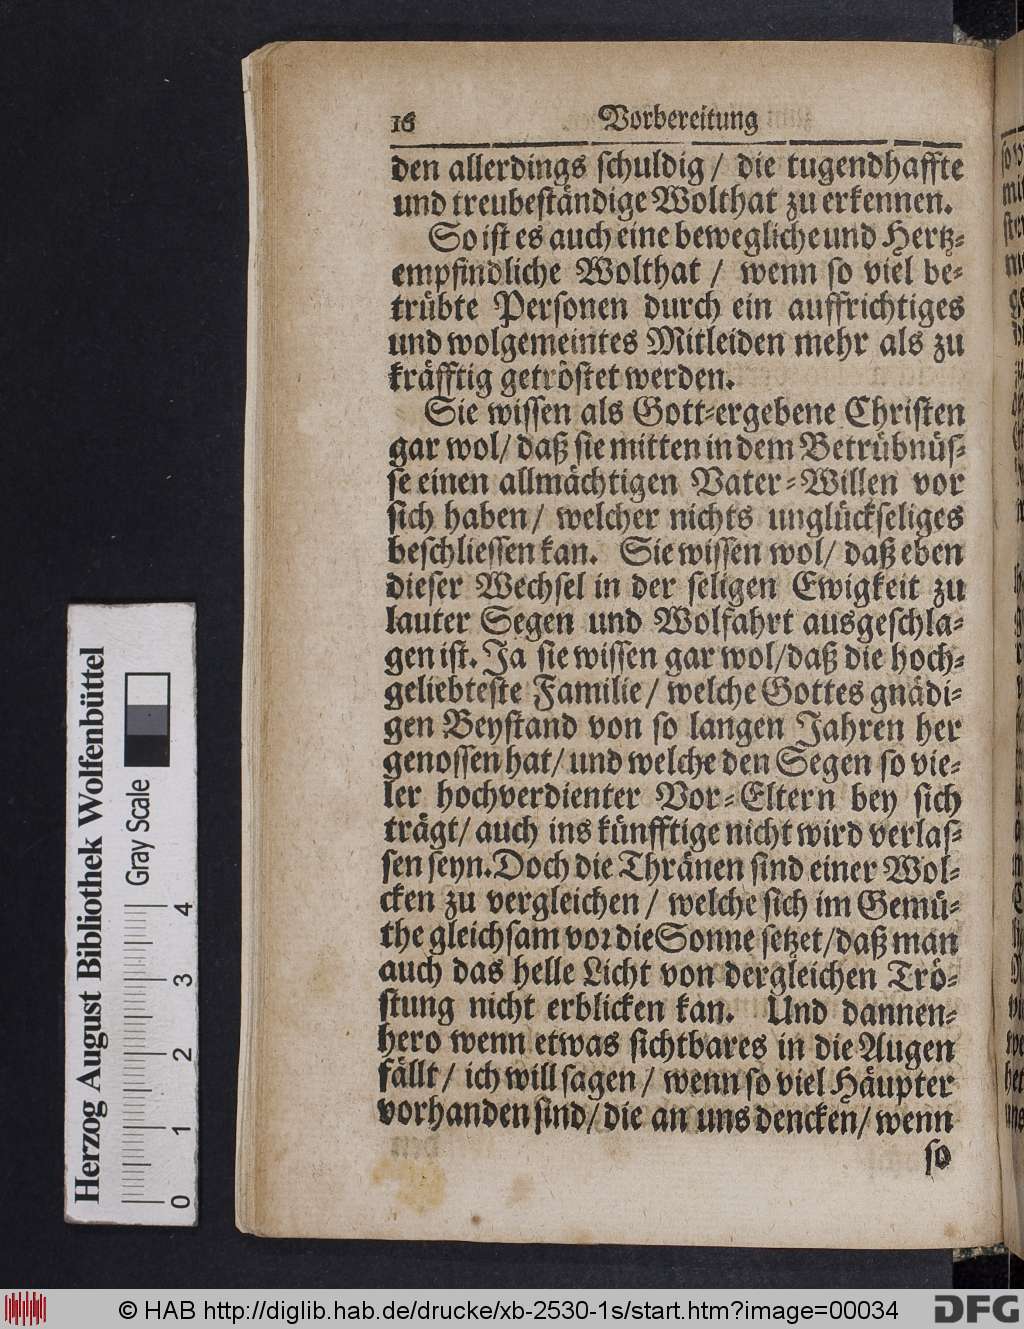 16 Vorbereitung
den allerdings schuldig / die tugendhaffte
und treubeständige Wolthat zu erkennen.
So ist es auch eine bewegliche und Hertz-
empfindliche Wolthat / wenn so viel be-
trübte Personen durch ein auffrichtiges
und wolgemeintes Mitleiden mehr als zu
kräfftig getröstet werden.
Sie wissen als Gott-ergebene Christen
gar wol / daß sie mitten in dem Betrübnüs-
se einen allmächtigen Vater-Willen vor
sich haben / welcher nichts unglückseliges
beschliessen kan. Sie wissen wol / daß eben
dieser Wechsel in der seligen Ewigkeit zu
lauter Segen und Wolfahrt ausgeschla-
gen ist. Ja sie wissen gar wol / daß die hoch-
geliebteste Familie / welche Gottes gnädi-
gen Beystand von so langen Jahren her
genossen hat / und welche den Segen so vie-
ler hochverdienter Vor-Eltern bey sich
trägt / auch ins künfftige nicht wird verlas-
sen seyn. Doch die Thränen sind einer Wol-
cken zu vergleichen / welche sich im Gemü-
the gleichsam vor die Sonne setzet / daß man
auch das helle Licht von dergleichen Trö-
stung nicht erblicken kan. Und dannen-
hero wenn etwas sichtbares in die Augen
fällt / ich will sagen / wenn so viel Häupter
vorhanden sind / die an uns dencken / wenn
so
Herzog August Bibliothek Wolfenbüttel
Gray Scale
0 1 2 3 4
© HAB http://diglib.hab.de/drucke/xb-2530-1s/start.htm?image=00034
DFG